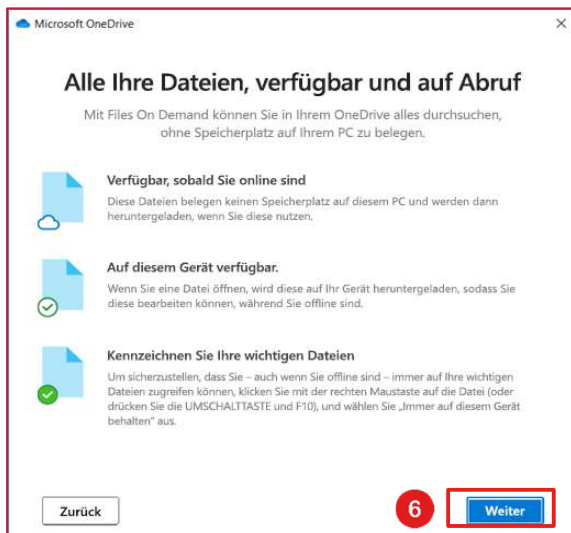 Microsoft OneDrive
Alle Ihre Dateien, verfügbar und auf Abruf
Mit Files On Demand können Sie in Ihrem OneDrive alles durchsuchen,
ohne Speicherplatz auf Ihrem PC zu belegen.
Verfügbar, sobald Sie online sind
Diese Dateien belegen keinen Speicherplatz auf diesem PC und werden dann
heruntergeladen, wenn Sie diese nutzen.
Auf diesem Gerät verfügbar.
Wenn Sie eine Datei öffnen, wird diese auf Ihr Gerät heruntergeladen, sodass Sie
diese bearbeiten können, während Sie offline sind.
Kennzeichnen Sie Ihre wichtigen Dateien
Um sicherzustellen, dass Sie – auch wenn Sie offline sind – immer auf Ihre wichtigen
Dateien zugreifen können, klicken Sie mit der rechten Maustaste auf die Datei (oder
drücken Sie die UMSCHALTTASTE und F10), und wählen Sie „Immer auf diesem Gerät
behalten" aus.
Zurück
6
Weiter